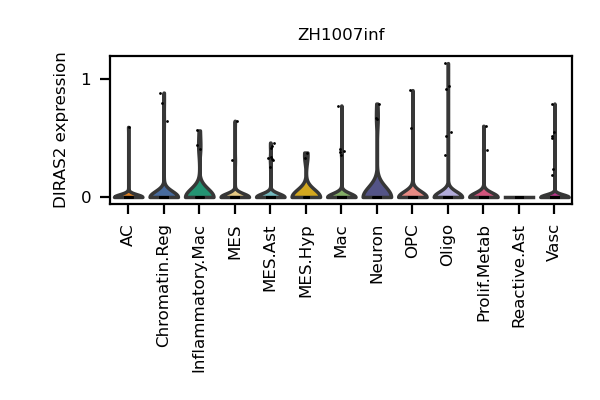 ZH1007inf
DIRAS2 expression
1
0
AC
Chromatin.Reg
Inflammatory.Mac
MES
MES.Ast
MES.Hyp
Mac
Neuron
OPC
Oligo
Prolif.Metab
Reactive.Ast
Vasc